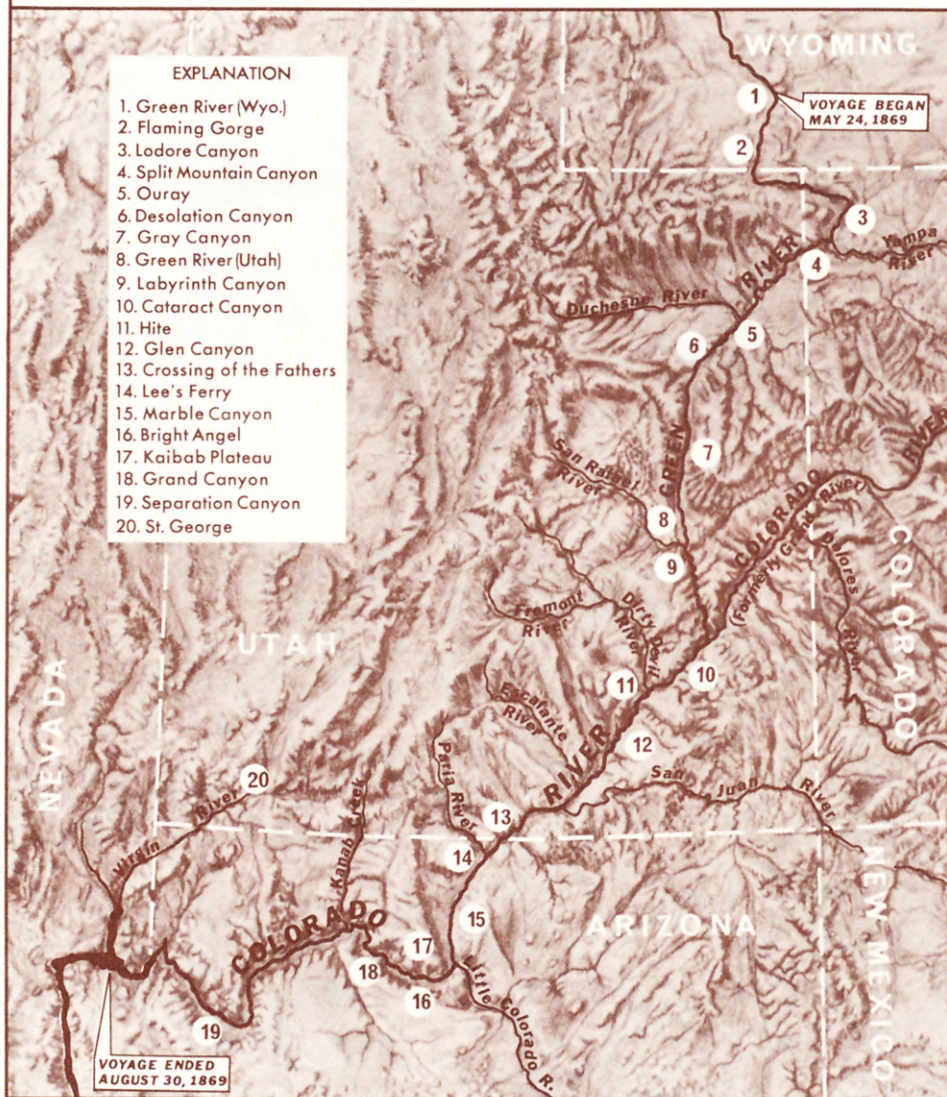 WYOMING
EXPLANATION
1. Green River (Wyo.)
2. Flaming Gorge
3. Lodore Canyon
4. Split Mountain Canyon
5. Ouray
6. Desolation Canyon
7. Gray Canyon
8. Green River (Utah)
9. Labyrinth Canyon
10. Cataract Canyon
11. Hite
12. Glen Canyon
13. Crossing of the Fathers
14. Lee's Ferry
15. Marble Canyon
16. Bright Angel
17. Kaibab Plateau
18. Grand Canyon
19. Separation Canyon
20. St. George
1
VOYAGE BEGAN
MAY 24, 1869
2
3
Yampa
River
4
GREEN RIVER
Duchesne River
5
6
7
San Rafael
River
8
9
COLORADO RIVER
(Formerly Grand River)
Dolores
River
COLORADO
Fremont
River
Dirty Devil
River
UTAH
10
11
Escalante
River
12
RIVER
NEVADA
Paria River
San Juan River
20
Virgin River
Kanab Creek
13
14
NEW MEXICO
15
ARIZONA
COLORADO
17
18
16
Little Colorado R.
19
VOYAGE ENDED
AUGUST 30, 1869